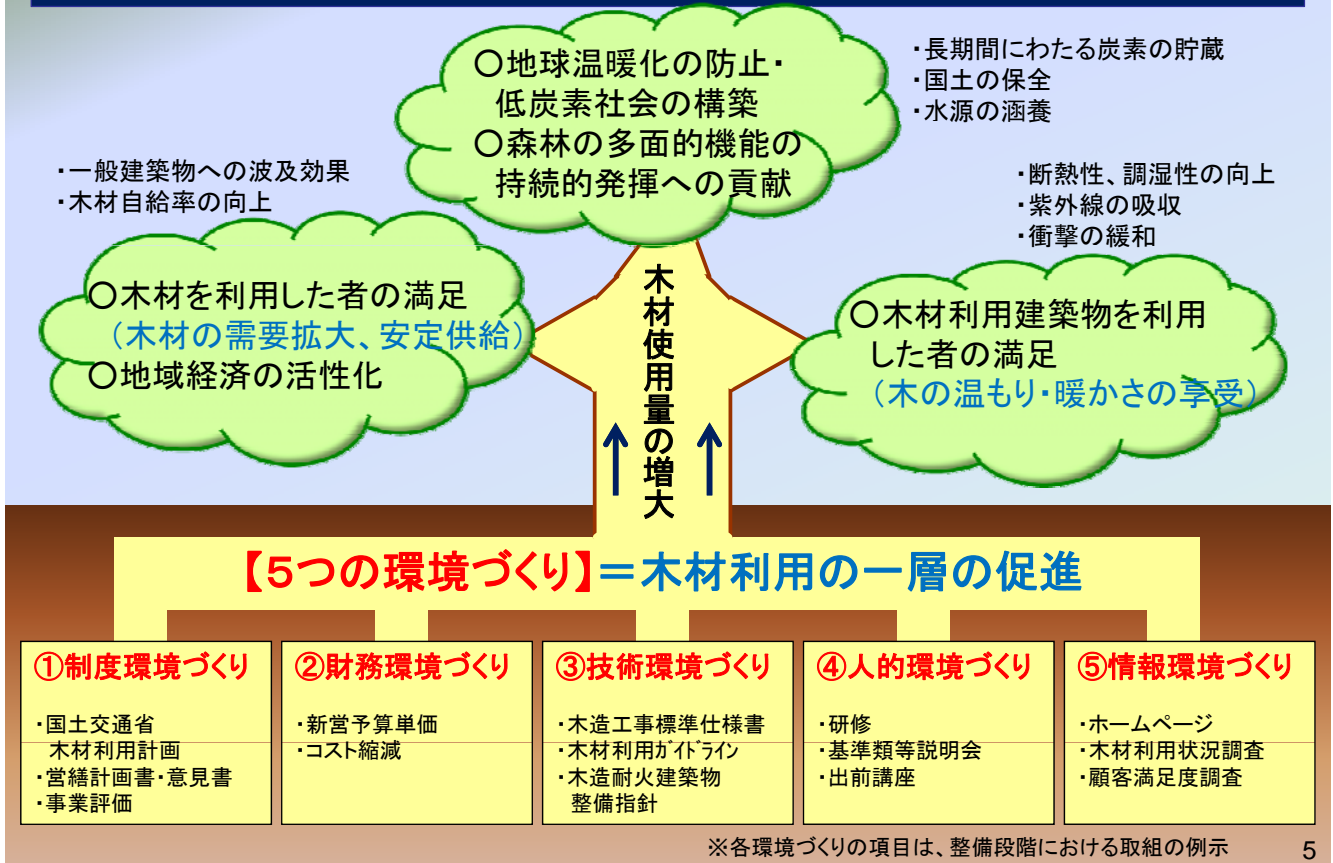 ○地球温暖化の防止・
低炭素社会の構築
○森林の多面的機能の
持続的発揮への貢献
・長期間にわたる炭素の貯蔵
・国土の保全
・水源の涵養
・一般建築物への波及効果
・木材自給率の向上
○木材を利用した者の満足
（木材の需要拡大、安定供給）
○地域経済の活性化
・断熱性、調湿性の向上
・紫外線の吸収
・衝撃の緩和
○木材利用建築物を利用
した者の満足
（木の温もり・暖かさの享受）
木材使用量の増大
【５つの環境づくり】＝木材利用の一層の促進
①制度環境づくり
・国土交通省
木材利用計画
・営繕計画書・意見書
・事業評価
②財務環境づくり
・新営予算単価
・コスト縮減
③技術環境づくり
・木造工事標準仕様書
・木材利用ｶﾞｲﾄﾞﾗｲﾝ
・木造耐火建築物
整備指針
④人的環境づくり
・研修
・基準類等説明会
・出前講座
⑤情報環境づくり
・ホームページ
・木材利用状況調査
・顧客満足度調査
※各環境づくりの項目は、整備段階における取組の例示
5